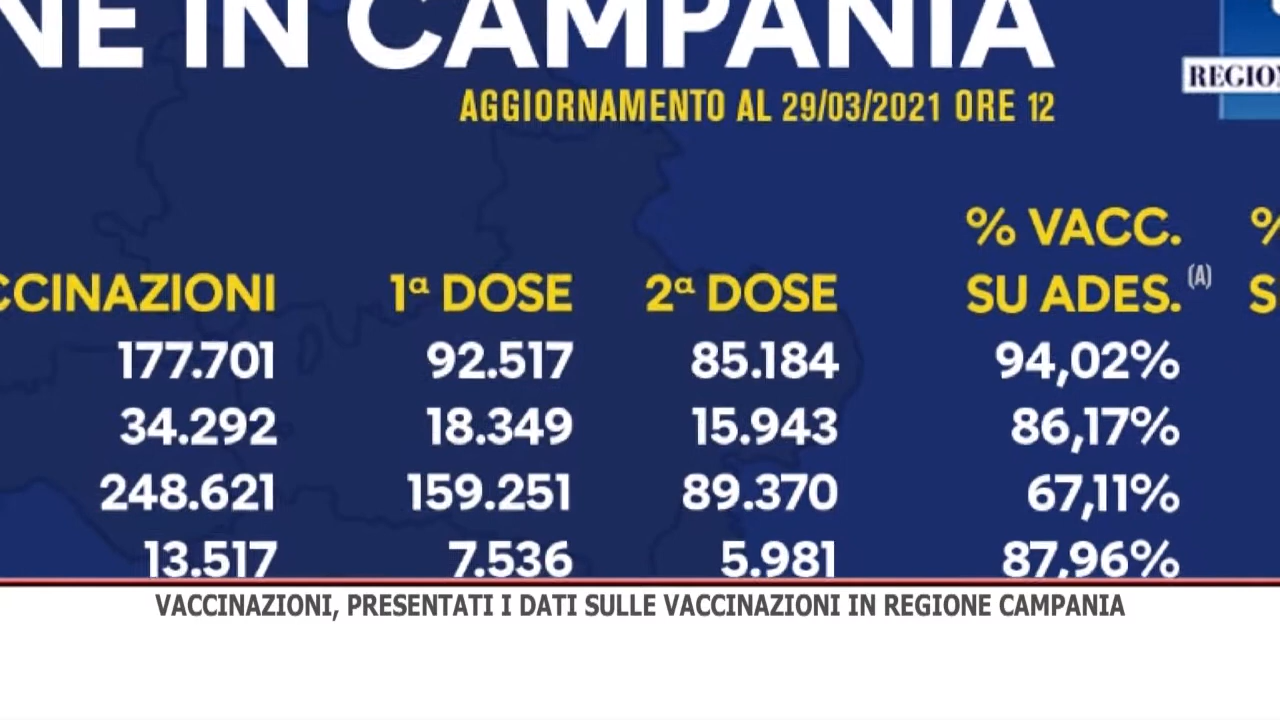 NE IN CAMPANIA
REGION
AGGIORNAMENTO AL 29/03/2021 ORE 12
% VACC. %
CCINAZIONI 1ª DOSE 2ª DOSE SU ADES. (A) S
177.701 92.517 85.184 94,02%
34.292 18.349 15.943 86,17%
248.621 159.251 89.370 67,11%
13.517 7.536 5.981 87,96%
VACCINAZIONI, PRESENTATI I DATI SULLE VACCINAZIONI IN REGIONE CAMPANIA